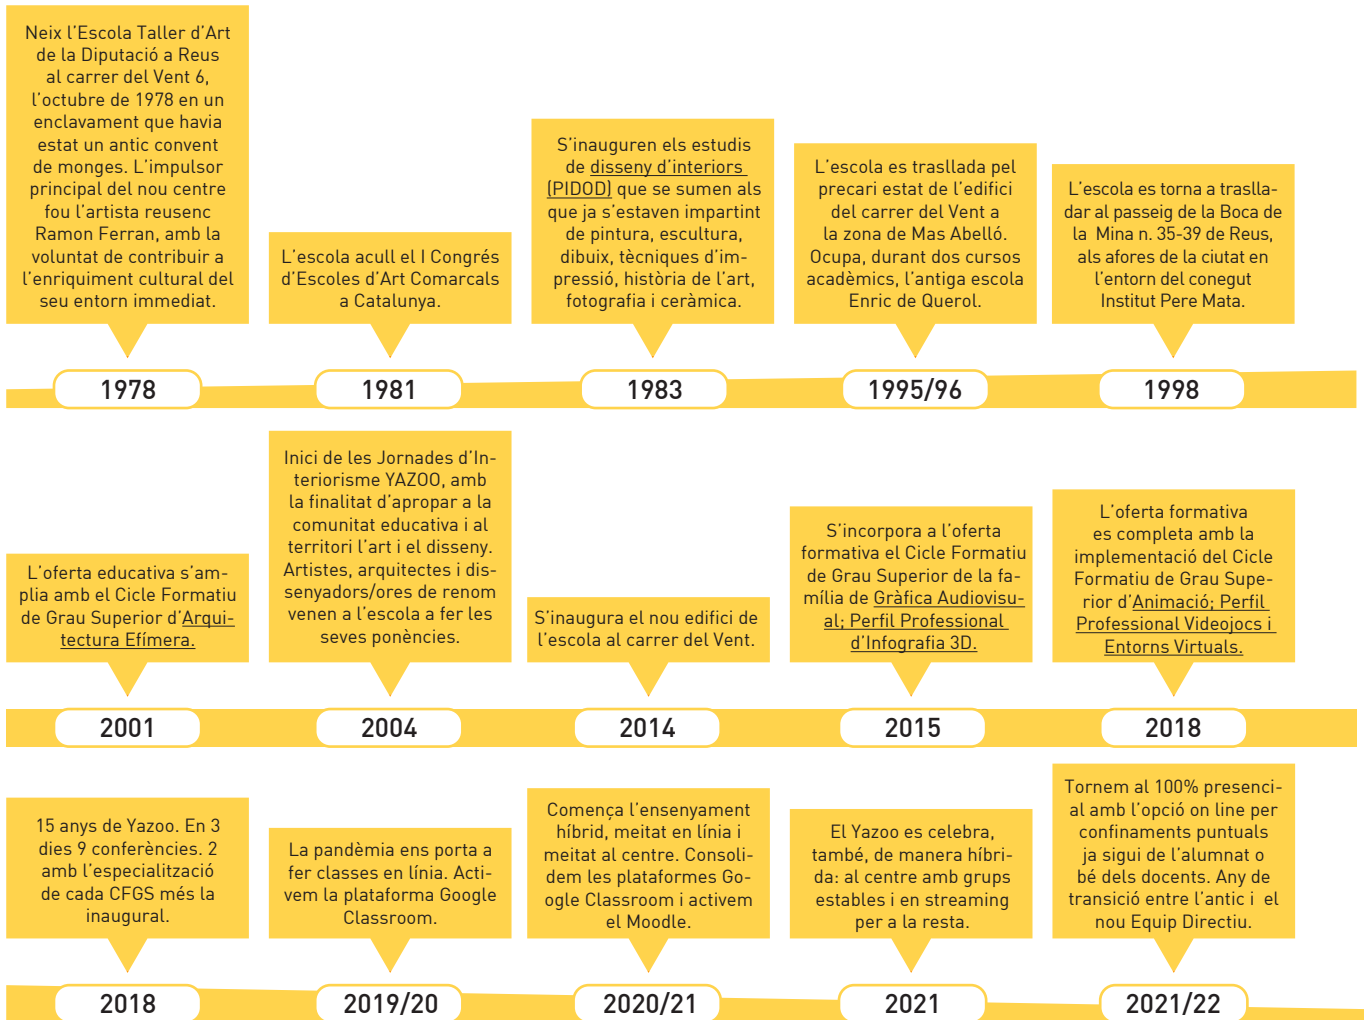 Neix l'Escola Taller d'Art
de la Diputació a Reus
al carrer del Vent 6,
l'octubre de 1978 en un
enclavament que havia
estat un antic convent
de monges. L'impulsor
principal del nou centre
fou l'artista reusenc
Ramon Ferran, amb la
voluntat de contribuir a
l'enriquiment cultural del
seu entorn immediat.
1978
L'escola acull el I Congrés
d'Escoles d'Art Comarcals
a Catalunya.
1981
S'inauguren els estudis
de disseny d'interiors
(PIDOD) que se sumen als
que ja s'estaven impartint
de pintura, escultura,
dibuix, tècniques d'im-
pressió, història de l'art,
fotografia i ceràmica.
1983
L'escola es trasllada pel
precari estat de l'edifici
del carrer del Vent a
la zona de Mas Abelló.
Ocupa, durant dos cursos
acadèmics, l'antiga escola
Enric de Querol.
1995/96
L'escola es torna a traslla-
dar al passeig de la Boca de
la Mina n. 35-39 de Reus,
als afores de la ciutat en
l'entorn del conegut
Institut Pere Mata.
1998
L'oferta educativa s'am-
plia amb el Cicle Formatiu
de Grau Superior d'Arqui-
tectura Efímera.
2001
Inici de les Jornades d'In-
teriorisme YAZOO, amb
la finalitat d'apropar a la
comunitat educativa i al
territori l'art i el disseny.
Artistes, arquitectes i dis-
senyadors/ores de renom
venen a l'escola a fer les
seves ponències.
2004
S'inaugura el nou edifici de
l'escola al carrer del Vent.
2014
S'incorpora a l'oferta
formativa el Cicle Formatiu
de Grau Superior de la fa-
mília de Gràfica Audiovisu-
al; Perfil Professional
d'Infografia 3D.
2015
L'oferta formativa
es completa amb la
implementació del Cicle
Formatiu de Grau Supe-
rior d'Animació; Perfil
Professional Videojocs i
Entorns Virtuals.
2018
15 anys de Yazoo. En 3
dies 9 conferències. 2
amb l'especialització
de cada CFGS més la
inaugural.
2018
La pandèmia ens porta a
fer classes en línia. Acti-
vem la plataforma Google
Classroom.
2019/20
Comença l'ensenyament
híbrid, meitat en línia i
meitat al centre. Consoli-
dem les plataformes Go-
ogle Classroom i activem
el Moodle.
2020/21
El Yazoo es celebra,
també, de manera híbri-
da: al centre amb grups
estables i en streaming
per a la resta.
2021
Tornem al 100% presenci-
al amb l'opció on line per
confinaments puntuals
ja sigui de l'alumnat o
bé dels docents. Any de
transició entre l'antic i el
nou Equip Directiu.
2021/22